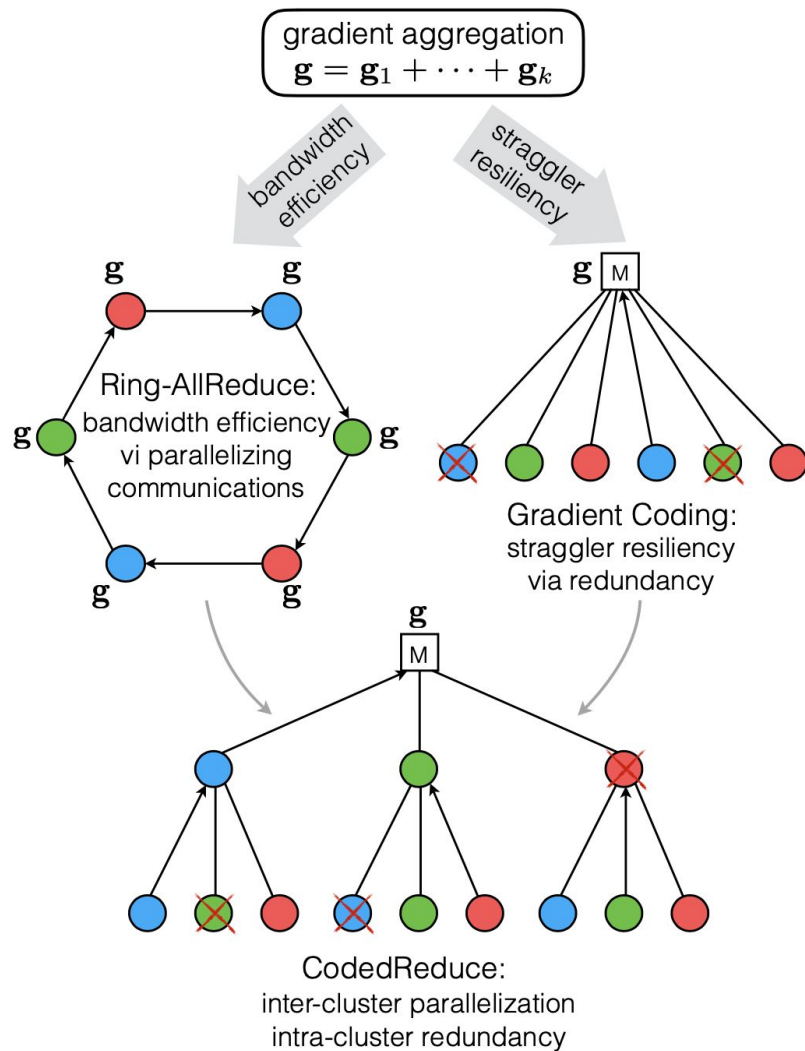 gradient aggregation
g = g₁ + ⋯ + gₖ
bandwidth
efficiency
straggler
resiliency
g
g
g
g
g
g
Ring-AllReduce:
bandwidth efficiency
vi parallelizing
communications
g
M
Gradient Coding:
straggler resiliency
via redundancy
g
M
CodedReduce:
inter-cluster parallelization
intra-cluster redundancy